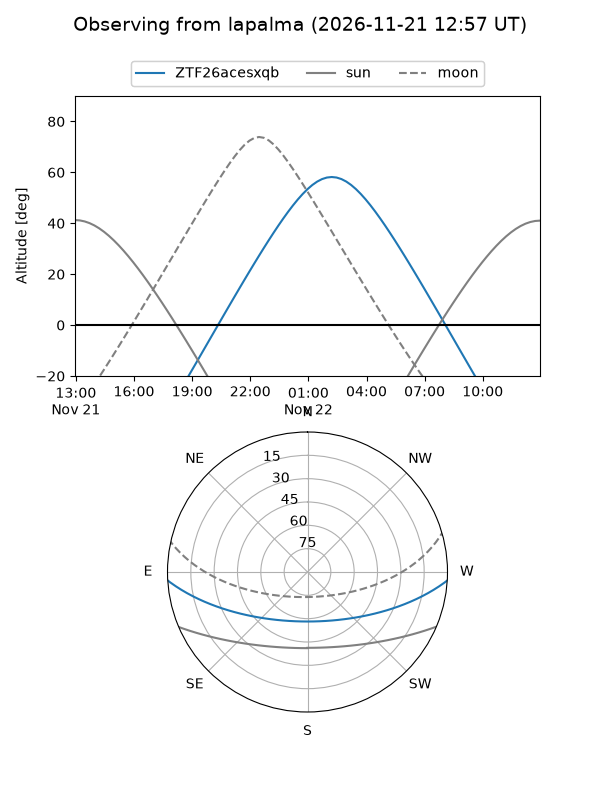 Observing from lapalma (2026-11-21 12:57 UT)
ZTF26acesxqb sun moon
Altitude [deg]
80
60
40
20
0
−20
13:00 16:00 19:00 22:00 01:00 04:00 07:00 10:00
Nov 21 Nov 22
N
NE NW
15
30
45
60
75
E W
SE SW
S